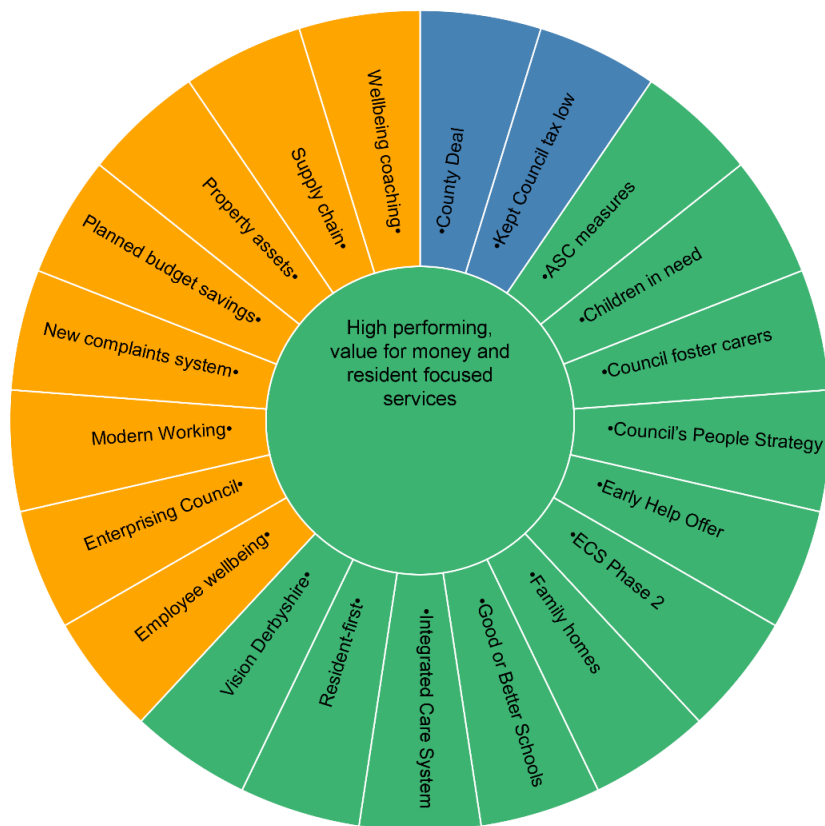 High performing,
value for money and
resident focused
services
•County Deal
•Kept Council tax low
•ASC measures
•Children in need
•Council foster carers
•Council’s People Strategy
•Early Help Offer
•ECS Phase 2
•Family homes
•Good or Better Schools
•Integrated Care System
Resident-first•
Vision Derbyshire•
Employee wellbeing•
Enterprising Council•
Modern Working•
New complaints system•
Planned budget savings•
Property assets•
Supply chain•
Wellbeing coaching•